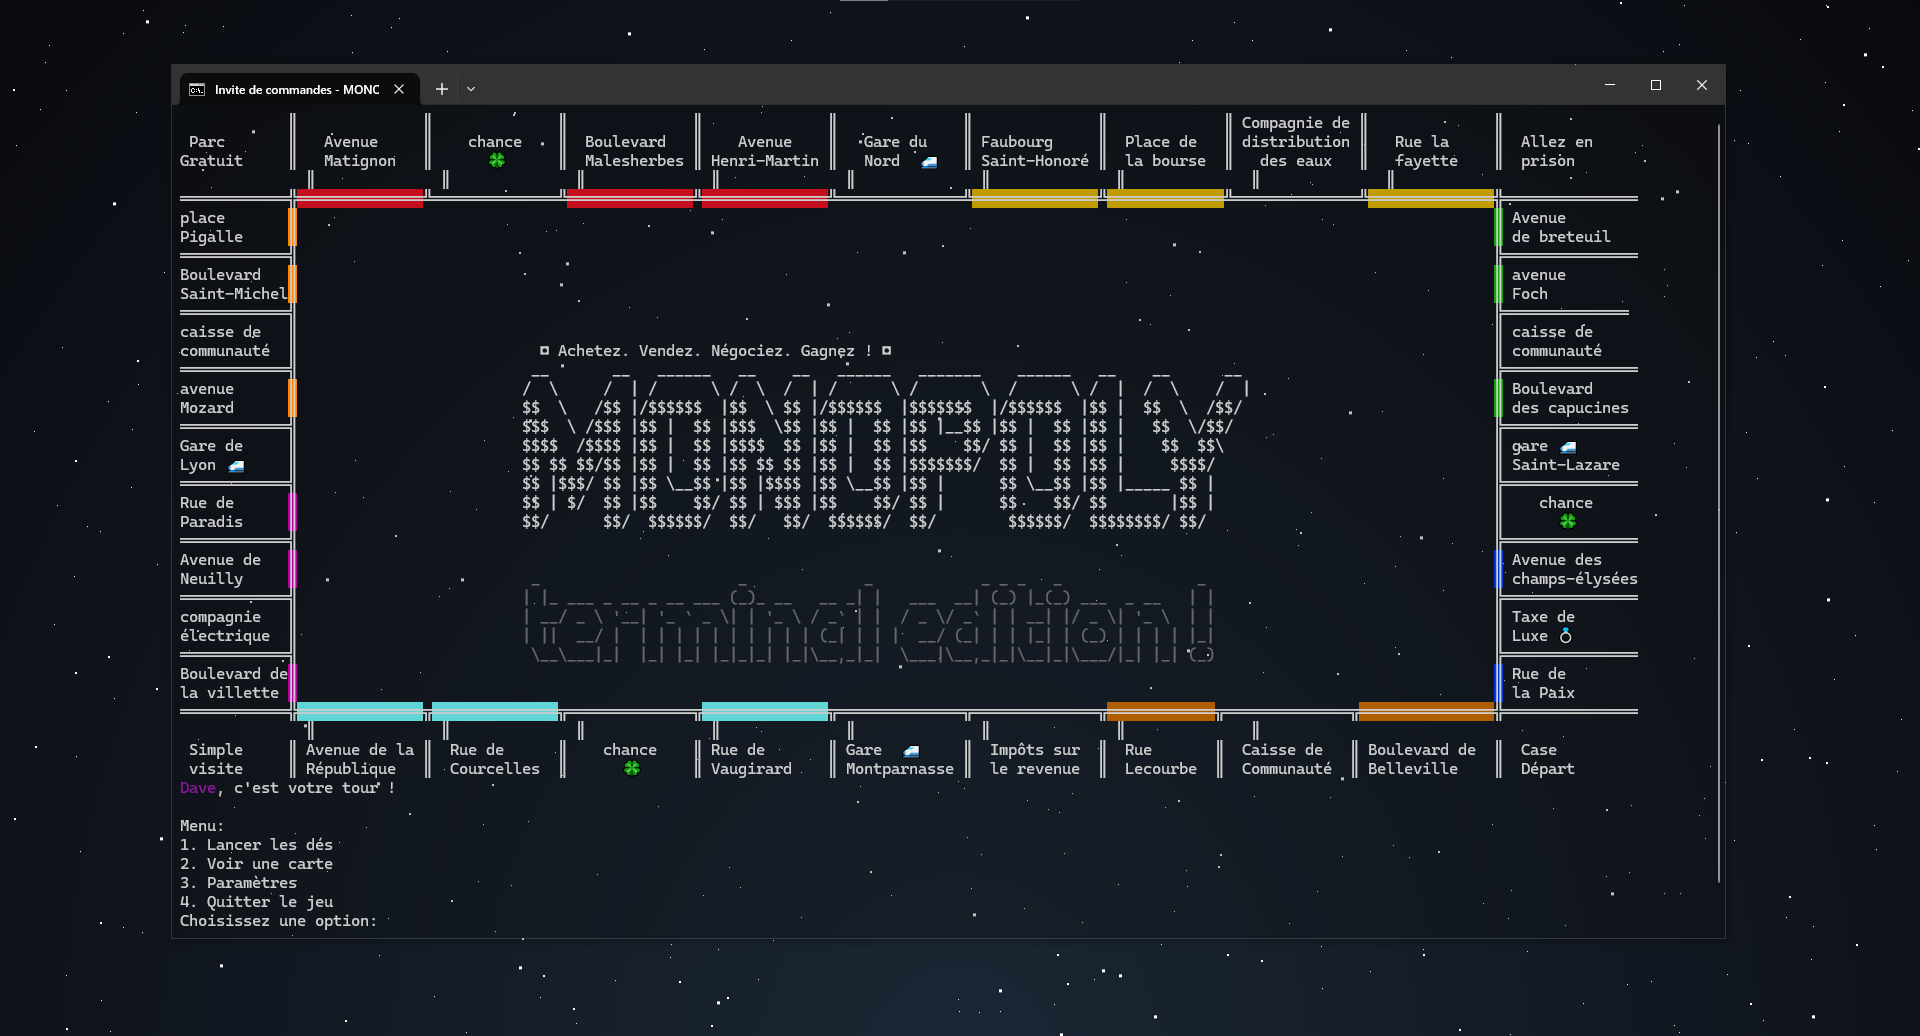 Invite de commandes - MONC
Parc
Gratuit
Avenue
Matignon
chance
Boulevard
Malesherbes
Avenue
Henri-Martin
Gare du
Nord
Faubourg
Saint-Honoré
Place de
la bourse
Compagnie de
distribution
des eaux
Rue la
fayette
Allez en
prison
place
Pigalle
Avenue
de breteuil
Boulevard
Saint-Michel
avenue
Foch
caisse de
communauté
caisse de
communauté
avenue
Mozard
Boulevard
des capucines
Gare de
Lyon
gare
Saint-Lazare
Rue de
Paradis
chance
Avenue de
Neuilly
Avenue des
champs-élysées
compagnie
électrique
Taxe de
Luxe
Boulevard de
la villette
Rue de
la Paix
Achetez. Vendez. Négociez. Gagnez !
MONOPOLY
terminal edition!
Simple
visite
Avenue de la
République
Rue de
Courcelles
chance
Rue de
Vaugirard
Gare
Montparnasse
Impôts sur
le revenue
Rue
Lecourbe
Caisse de
Communauté
Boulevard de
Belleville
Case
Départ
Dave, c'est votre tour !
Menu:
1. Lancer les dés
2. Voir une carte
3. Paramètres
4. Quitter le jeu
Choisissez une option: